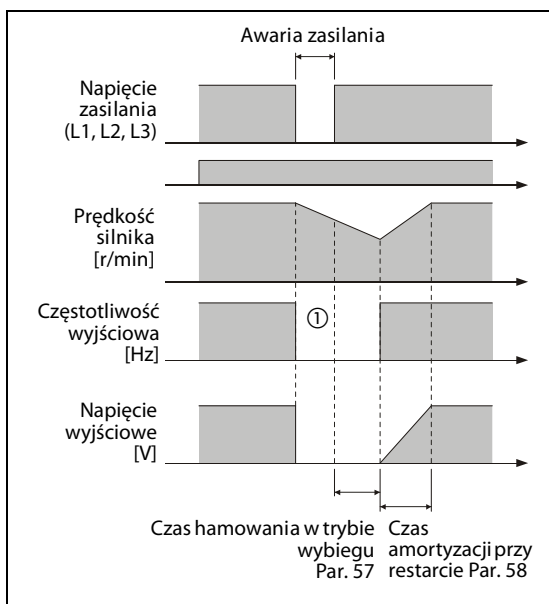 Awaria zasilania
Napięcie
zasilania
(L1, L2, L3)
Prędkość
silnika
[r/min]
Częstotliwość
wyjściowa
[Hz]
①
Napięcie
wyjściowe
[V]
Czas hamowania w trybie
wybiegu
Par. 57
Czas
amortyzacji przy
restarcie Par. 58